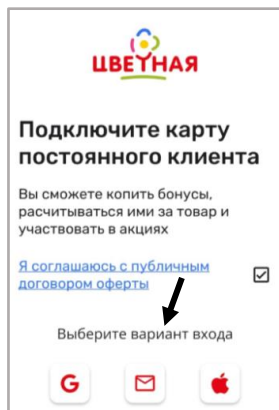 ЦВЕТНАЯ
Подключите карту
постоянного клиента
Вы сможете копить бонусы,
расчитываться ими за товар и
участвовать в акциях
Я соглашаюсь с публичным
договором оферты
Выберите вариант входа
G